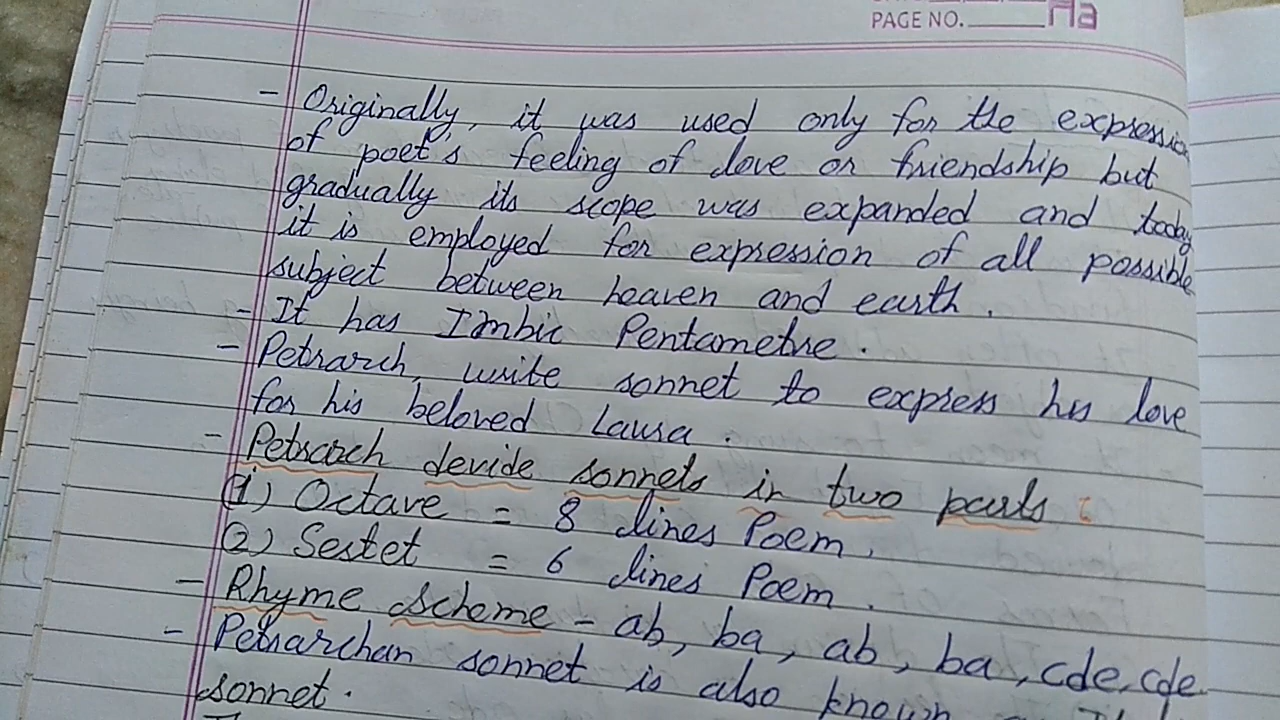 PAGE NO.
- Originally, it was used only for the expression
of poet's feeling of love or friendship but
gradually its scope was expanded and today
it is employed for expression of all possible
subject between heaven and earth.
- It has Imbic Pentametre.
- Petrarch, write sonnet to express his love
for his beloved Laura.
- Petrarch devide sonnets in two parts :
(1) Octave = 8 lines Poem.
(2) Sestet = 6 lines Poem.
- Rhyme scheme - ab, ba, ab, ba, cde, cde
- Petrarchan sonnet is also known
sonnet.